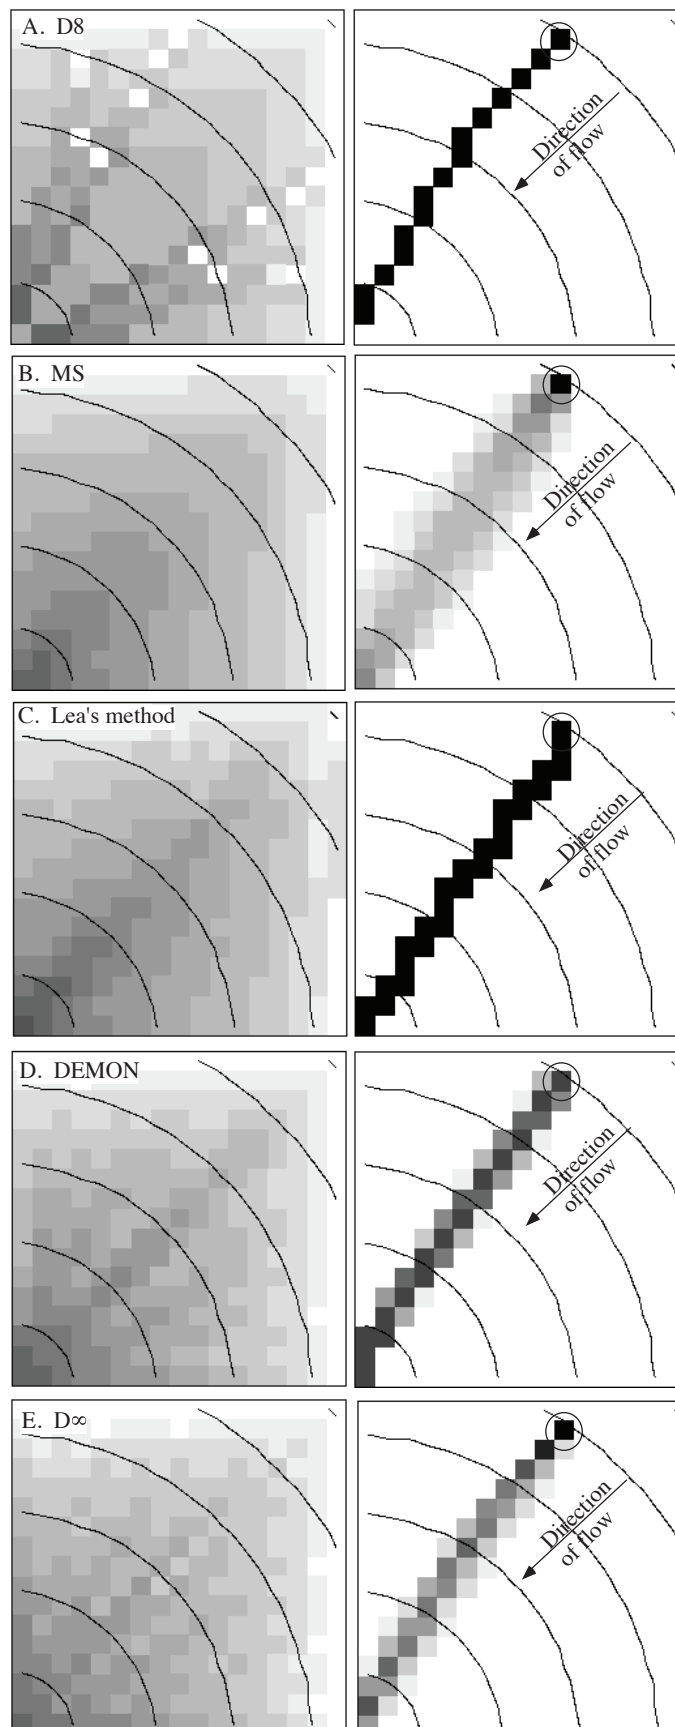 A. D8
Direction
of flow
B. MS
Direction
of flow
C. Lea's method
Direction
of flow
D. DEMON
Direction
of flow
E. D∞
Direction
of flow